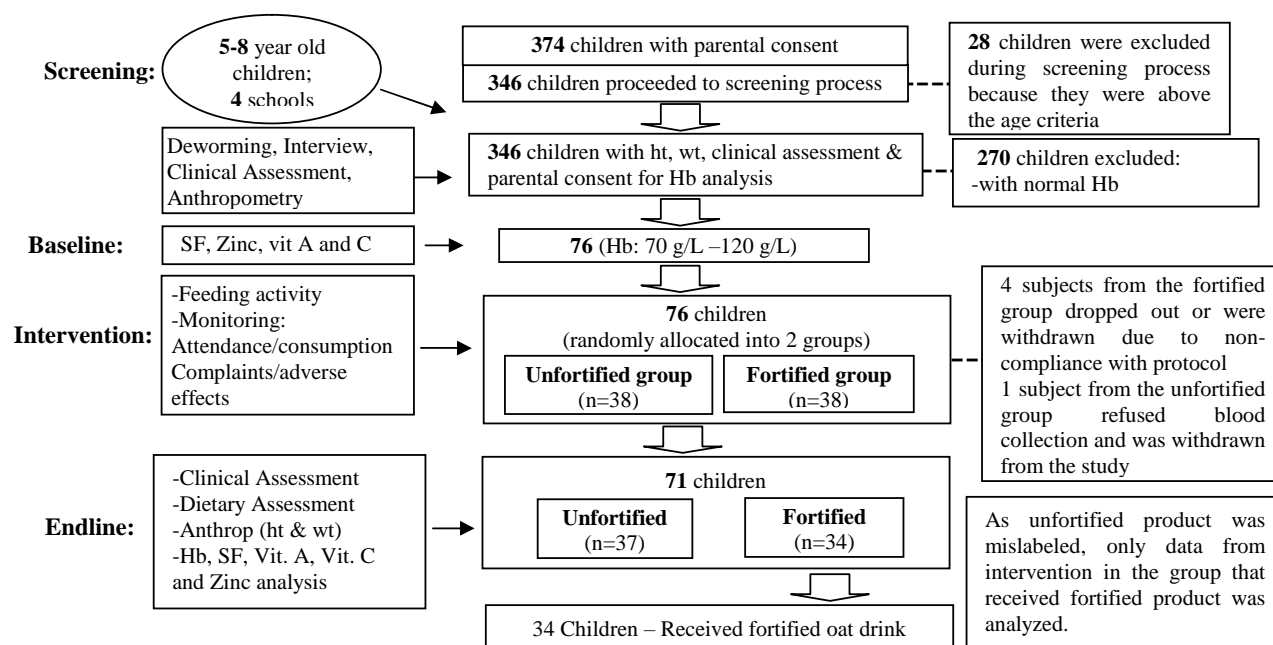 Screening:
5-8 year old
children;
4 schools
374 children with parental consent
346 children proceeded to screening process
28 children were excluded
during screening process
because they were above
the age criteria
Deworming, Interview,
Clinical Assessment,
Anthropometry
346 children with ht, wt, clinical assessment &
parental consent for Hb analysis
270 children excluded:
-with normal Hb
Baseline:
SF, Zinc, vit A and C
76 (Hb: 70 g/L –120 g/L)
Intervention:
-Feeding activity
-Monitoring:
Attendance/consumption
Complaints/adverse
effects
76 children
(randomly allocated into 2 groups)
Unfortified group
(n=38)
Fortified group
(n=38)
4 subjects from the fortified
group dropped out or were
withdrawn due to non-
compliance with protocol
1 subject from the unfortified
group refused blood
collection and was withdrawn
from the study
Endline:
-Clinical Assessment
-Dietary Assessment
-Anthrop (ht & wt)
-Hb, SF, Vit. A, Vit. C
and Zinc analysis
71 children
Unfortified
(n=37)
Fortified
(n=34)
As unfortified product was
mislabeled, only data from
intervention in the group that
received fortified product was
analyzed.
34 Children – Received fortified oat drink